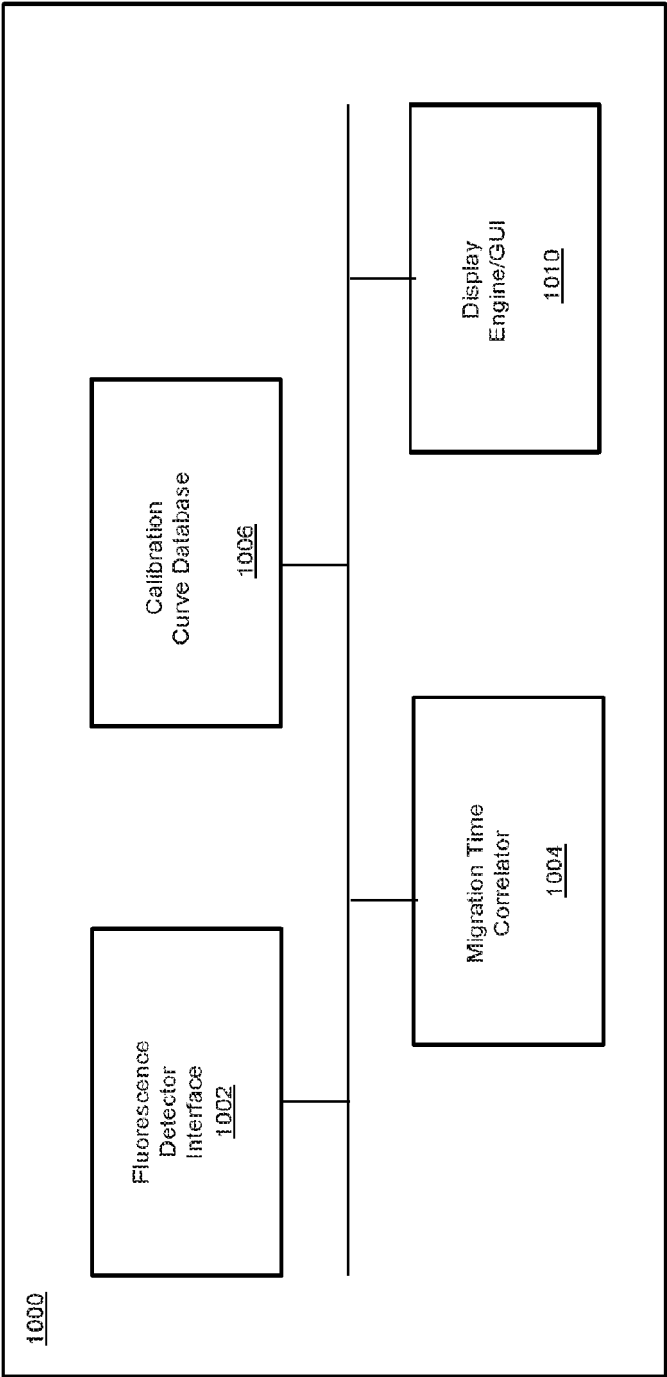 1000
Fluorescence
Detector
Interface
1002
Calibration
Curve Database
1006
Migration Time
Correlator
1004
Display
Engine/GUI
1010